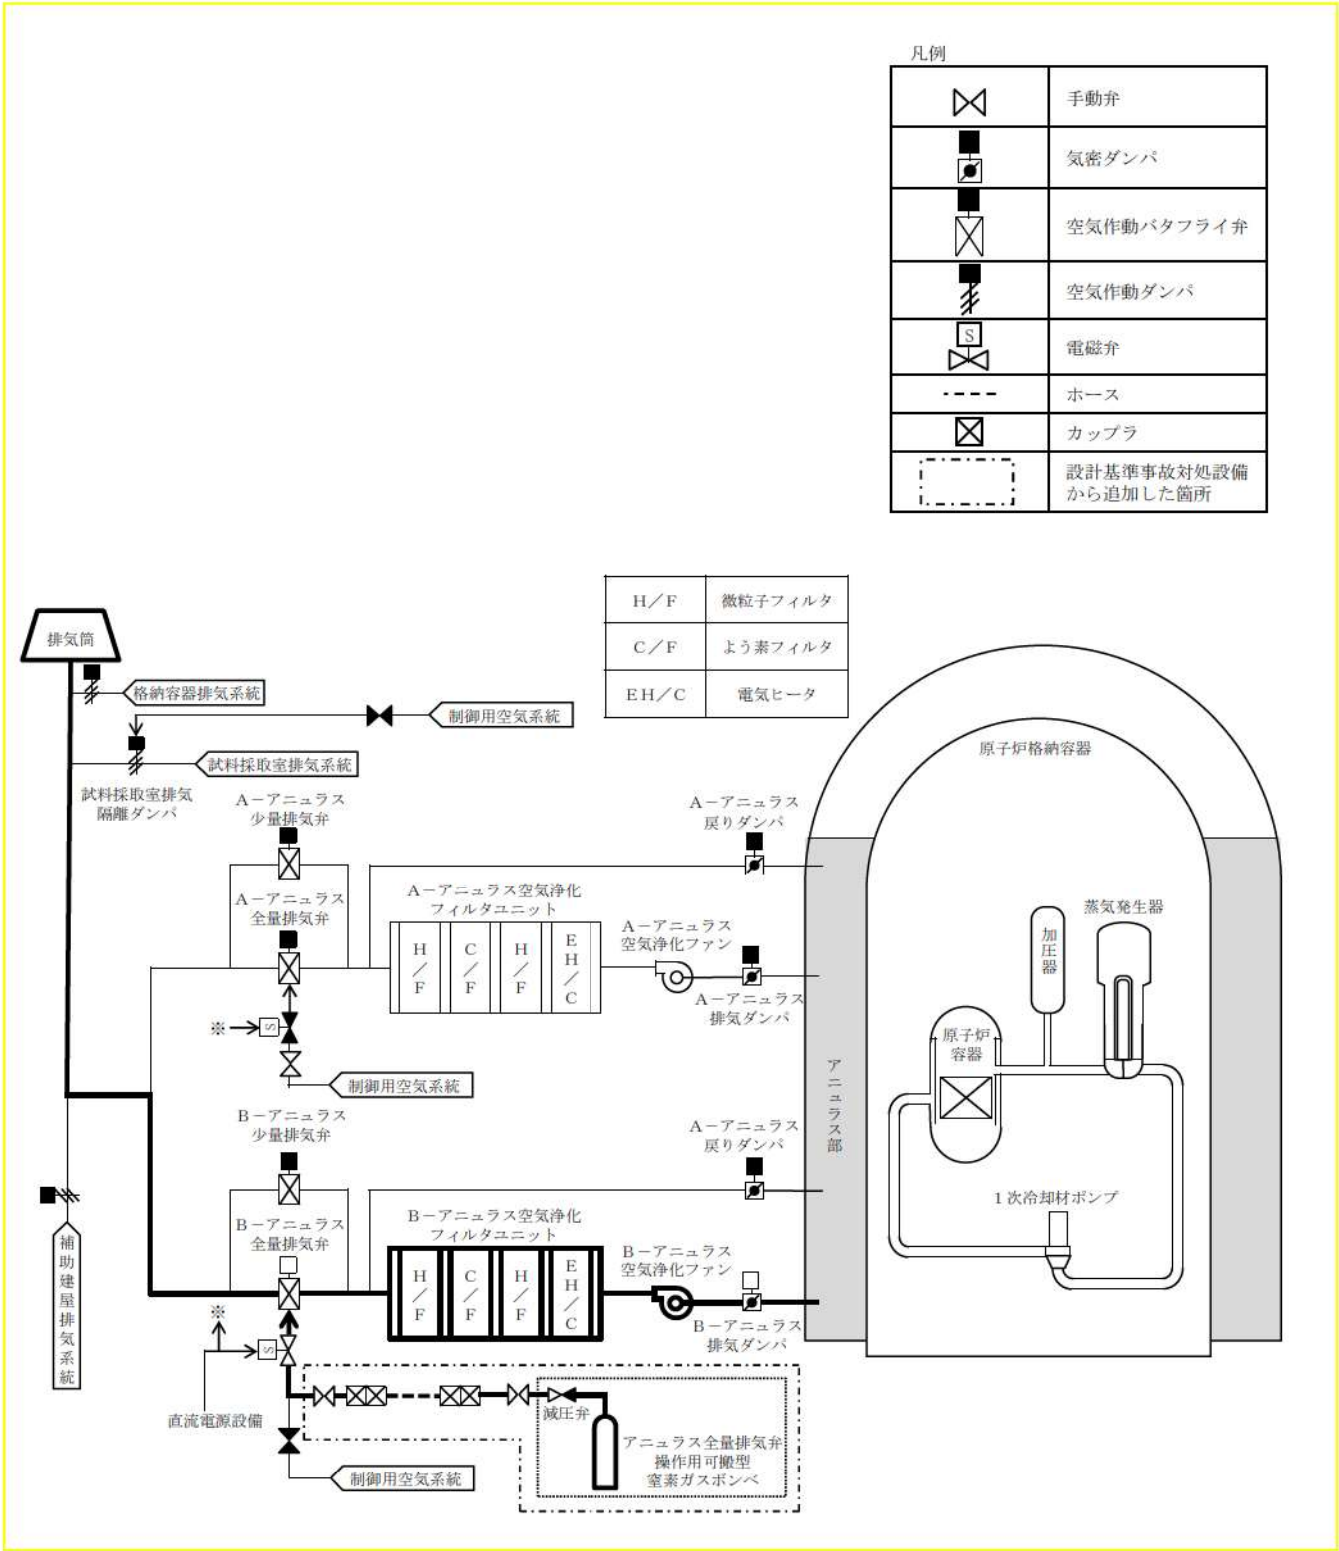 凡例
手動弁
気密ダンパ
空気作動バタフライ弁
空気作動ダンパ
S
電磁弁
ホース
カップラ
設計基準事故対処設備
から追加した箇所
H/F
微粒子フィルタ
C/F
よう素フィルタ
EH/C
電気ヒータ
排気筒
格納容器排気系統
制御用空気系統
試料採取室排気系統
試料採取室排気
隔離ダンパ
A-アニュラス
少量排気弁
A-アニュラス
全量排気弁
A-アニュラス空気浄化
フィルタユニット
H/F
C/F
H/F
EH/C
A-アニュラス
空気浄化ファン
A-アニュラス
戻りダンパ
A-アニュラス
排気ダンパ
※
S
制御用空気系統
原子炉格納容器
加圧器
蒸気発生器
原子炉
容器
アニュラス部
1次冷却材ポンプ
B-アニュラス
少量排気弁
A-アニュラス
戻りダンパ
B-アニュラス
全量排気弁
B-アニュラス空気浄化
フィルタユニット
H/F
C/F
H/F
EH/C
B-アニュラス
空気浄化ファン
B-アニュラス
排気ダンパ
補助建屋排気系統
※
S
直流電源設備
減圧弁
アニュラス全量排気弁
操作用可搬型
窒素ガスボンベ
制御用空気系統